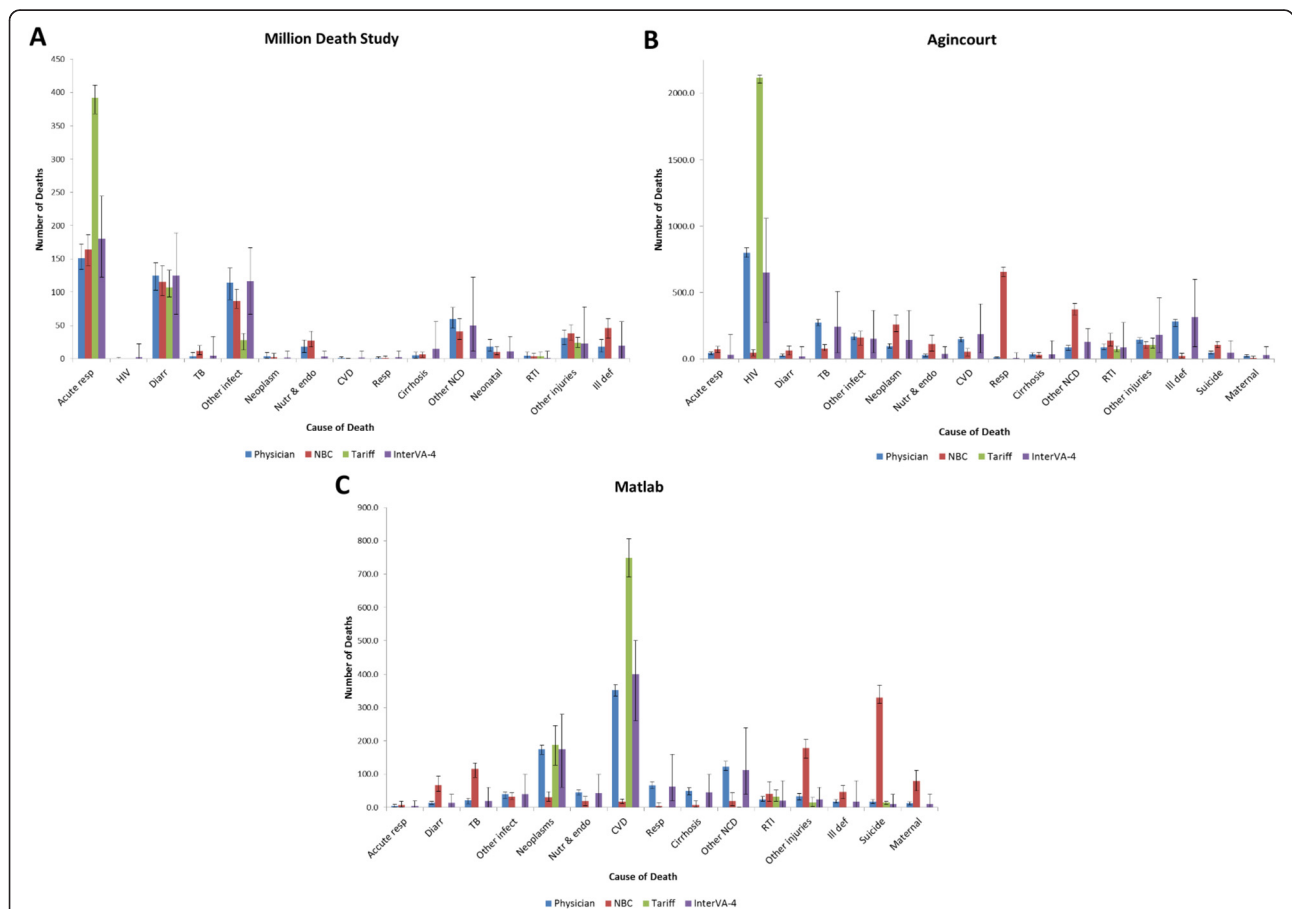 A
Million Death Study
450
400
350
300
250
200
150
100
50
0
Number of Deaths
Acute resp
HIV
Diarr
TB
Other infect
Neoplasm
Nutr & endo
CVD
Resp
Cirrhosis
Other NCD
Neonatal
RTI
Other injuries
Ill def
Cause of Death
Physician NBC Tariff InterVA-4
B
Agincourt
2000.0
1500.0
1000.0
500.0
0.0
Number of Deaths
Acute resp
HIV
Diarr
TB
Other infect
Neoplasm
Nutr & endo
CVD
Resp
Cirrhosis
Other NCD
RTI
Other injuries
Ill def
Suicide
Maternal
Cause of Death
Physician NBC Tariff InterVA-4
C
Matlab
900.0
800.0
700.0
600.0
500.0
400.0
300.0
200.0
100.0
0.0
Number of Deaths
Accute resp
Diarr
TB
Other infect
Neoplasms
Nutr & endo
CVD
Resp
Cirrhosis
Other NCD
RTI
Other injuries
Ill def
Suicide
Maternal
Cause of Death
Physician NBC Tariff InterVA-4